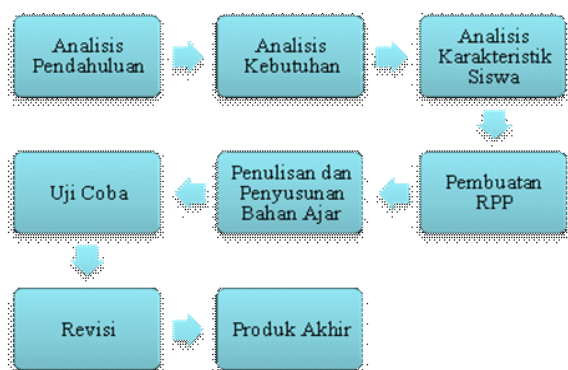 Analisis
Pendahuluan
Analisis
Kebutuhan
Analisis
Karakteristik
Siswa
Pembuatan
RPP
Penulisan dan
Penyusunan
Bahan Ajar
Uji Coba
Revisi
Produk Akhir